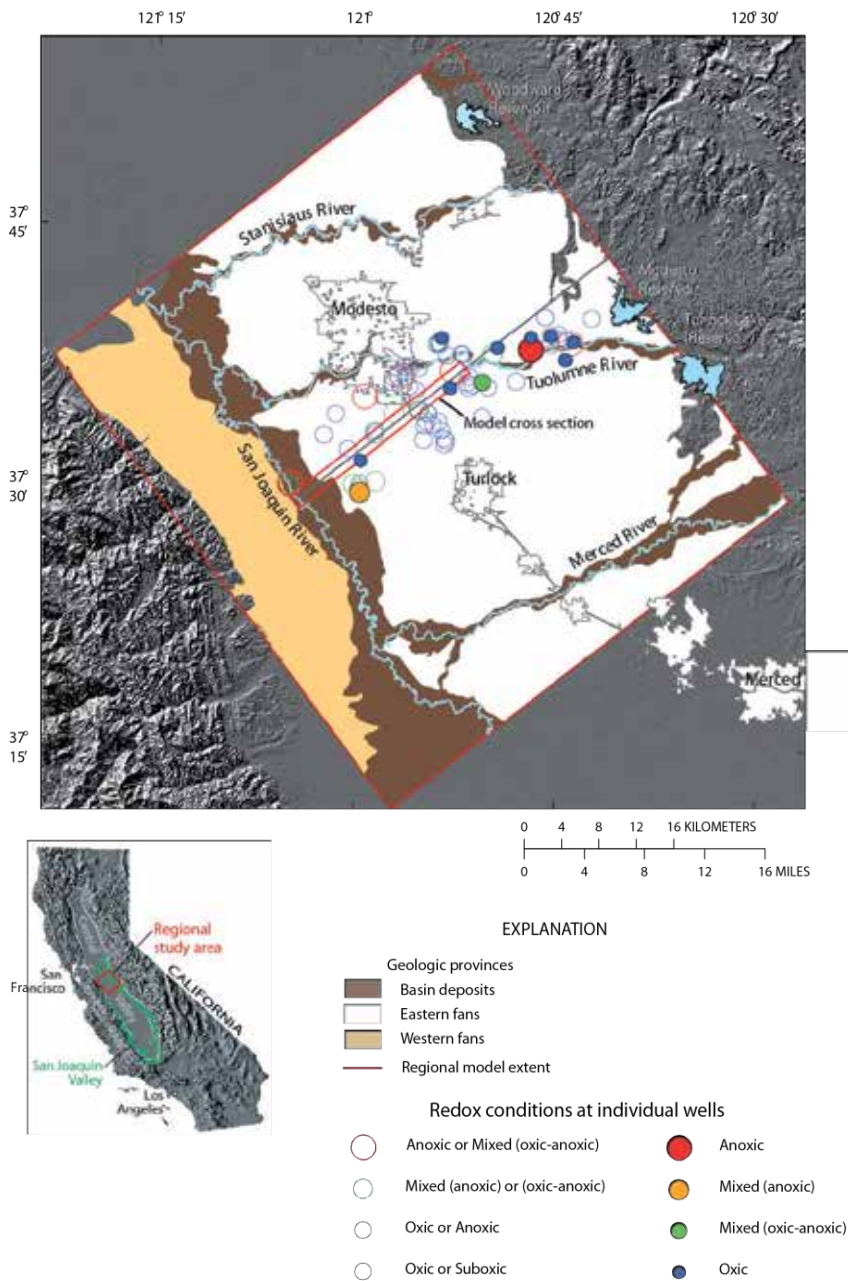 121° 15′ 121° 120° 45′ 120° 30′
Woodward
Reservoir
37°
45′
Stanislaus River
Modesto
Reservoir
Modesto
Reservoir
Tuolumne River
Model cross section
37°
30′
San Joaquin River
Turlock
Merced River
Merced
37°
15′
0 4 8 12 16 KILOMETERS
0 4 8 12 16 MILES
EXPLANATION
Geologic provinces
Basin deposits
Eastern fans
Western fans
Regional model extent
Regional
study area
CALIFORNIA
San
Francisco
San Joaquin
Valley
Los
Angeles
Redox conditions at individual wells
Anoxic or Mixed (oxic-anoxic)
Anoxic
Mixed (anoxic) or (oxic-anoxic)
Mixed (anoxic)
Oxic or Anoxic
Mixed (oxic-anoxic)
Oxic or Suboxic
Oxic